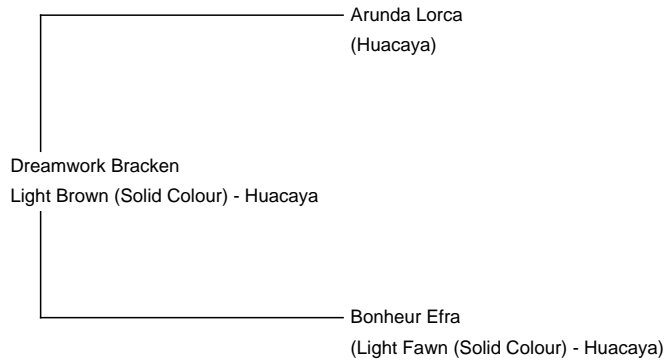 Arunda Lorca
(Huacaya)
Dreamwork Bracken
Light Brown (Solid Colour) - Huacaya
Bonheur Efra
(Light Fawn (Solid Colour) - Huacaya)